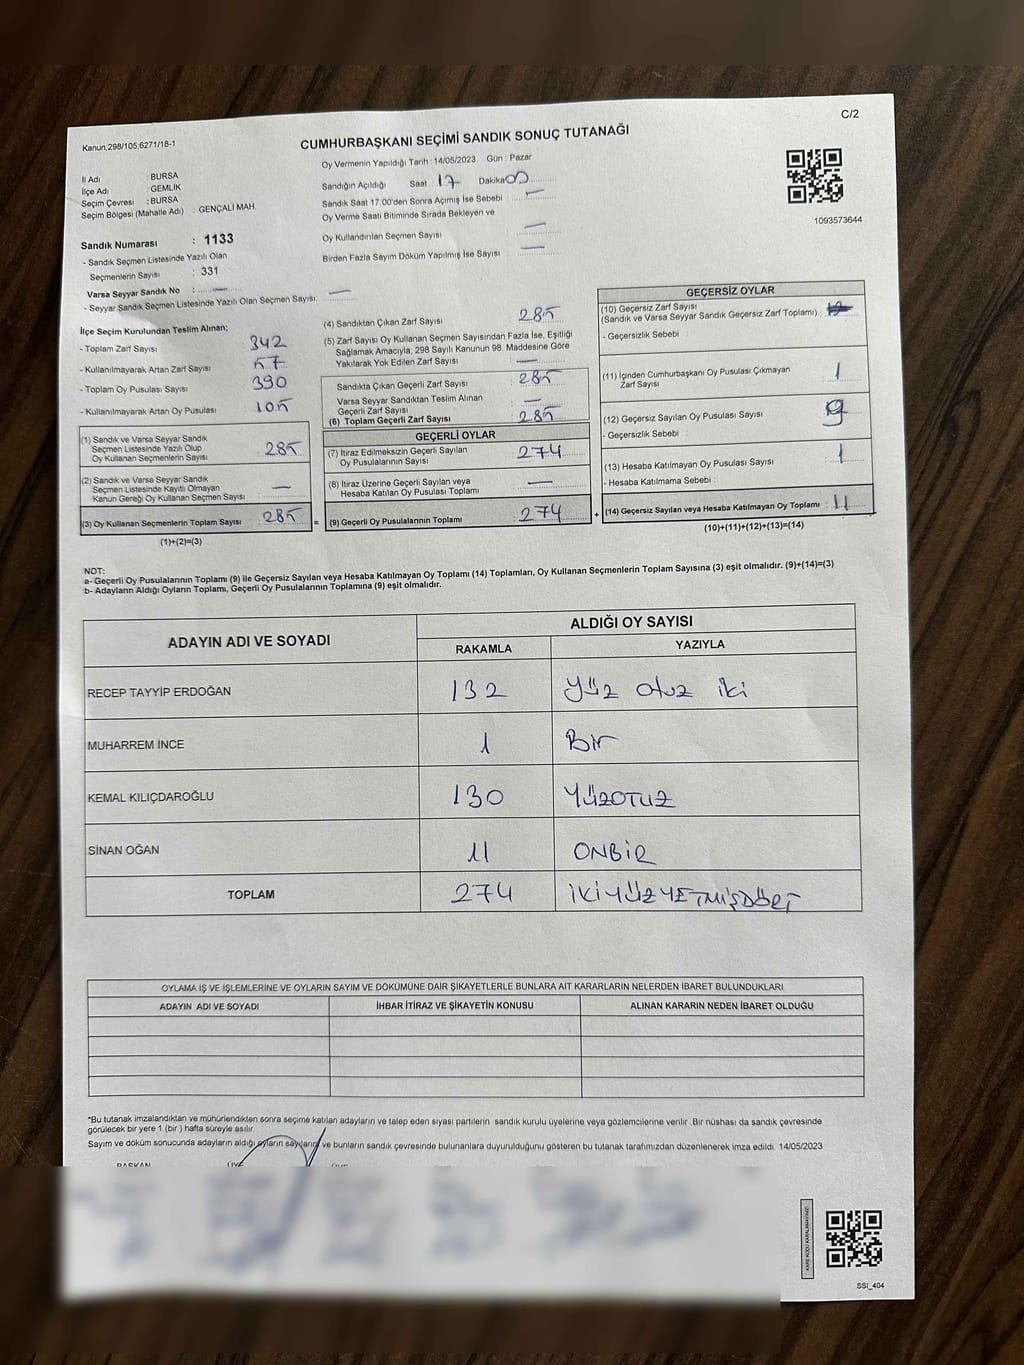 C/2
Kanun;298/105,6271/18-1
CUMHURBAŞKANI SEÇİMİ SANDIK SONUÇ TUTANAĞI
İl Adı : BURSA
İlçe Adı : GEMLİK
Seçim Çevresi : BURSA
Seçim Bölgesi (Mahalle Adı) : GENÇALİ MAH.
Sandık Numarası : 1133
- Sandık Seçmen Listesinde Yazılı Olan
Seçmenlerin Sayısı : 331
Varsa Seyyar Sandık No : —
- Seyyar Sandık Seçmen Listesinde Yazılı Olan Seçmen Sayısı: —
Oy Vermenin Yapıldığı Tarih : 14/05/2023 Gün : Pazar
Sandığın Açıldığı Saat 17 Dakika 00
Sandık Saat 17.00'den Sonra Açımış İse Sebebi : —
Oy Verme Saati Bitiminde Sırada Bekleyen ve
Oy Kullandırılan Seçmen Sayısı : —
Birden Fazla Sayım Döküm Yapılmış İse Sayısı : —
1093573644
İlçe Seçim Kurulundan Teslim Alınan;
- Toplam Zarf Sayısı 342
- Kullanılmayarak Artan Zarf Sayısı 57
- Toplam Oy Pusulası Sayısı 390
- Kullanılmayarak Artan Oy Pusulası 105
(1) Sandık ve Varsa Seyyar Sandık
Seçmen Listesinde Yazılı Olup
Oy Kullanan Seçmenlerin Sayısı 285
(2) Sandık ve Varsa Seyyar Sandık
Seçmen Listesinde Kayıtlı Olmayan
Kanun Gereği Oy Kullanan Seçmen Sayısı —
(3) Oy Kullanan Seçmenlerin Toplam Sayısı 285
(1)+(2)=(3)
=
(4) Sandıktan Çıkan Zarf Sayısı 285
(5) Zarf Sayısı Oy Kullanan Seçmen Sayısından Fazla İse, Eşitliği
Sağlamak Amacıyla, 298 Sayılı Kanunun 98. Maddesine Göre
Yakılarak Yok Edilen Zarf Sayısı —
Sandıkta Çıkan Geçerli Zarf Sayısı 285
Varsa Seyyar Sandıktan Teslim Alınan
Geçerli Zarf Sayısı —
(6) Toplam Geçerli Zarf Sayısı 285
GEÇERLİ OYLAR
(7) İtiraz Edilmeksizin Geçerli Sayılan
Oy Pusulalarının Sayısı 274
(8) İtiraz Üzerine Geçerli Sayılan veya
Hesaba Katılan Oy Pusulası Toplamı —
(9) Geçerli Oy Pusulalarının Toplamı 274
+
GEÇERSİZ OYLAR
(10) Geçersiz Zarf Sayısı
(Sandık ve Varsa Seyyar Sandık Geçersiz Zarf Toplamı) :
- Geçersizlik Sebebi :
(11) İçinden Cumhurbaşkanı Oy Pusulası Çıkmayan
Zarf Sayısı : 1
(12) Geçersiz Sayılan Oy Pusulası Sayısı : 9
- Geçersizlik Sebebi :
(13) Hesaba Katılmayan Oy Pusulası Sayısı : 1
- Hesaba Katılmama Sebebi :
(14) Geçersiz Sayılan veya Hesaba Katılmayan Oy Toplamı : 11
(10)+(11)+(12)+(13)=(14)
NOT:
a- Geçerli Oy Pusulalarının Toplamı (9) ile Geçersiz Sayılan veya Hesaba Katılmayan Oy Toplamı (14) Toplamları, Oy Kullanan Seçmenlerin Toplam Sayısına (3) eşit olmalıdır. (9)+(14)=(3)
b- Adayların Aldığı Oyların Toplamı, Geçerli Oy Pusulalarının Toplamına (9) eşit olmalıdır.
ADAYIN ADI VE SOYADI ALDIĞI OY SAYISI
RAKAMLA YAZIYLA
RECEP TAYYİP ERDOĞAN 132 Yüz otuz iki
MUHARREM İNCE 1 Bir
KEMAL KILIÇDAROĞLU 130 YÜZOTUZ
SİNAN OĞAN 11 ONBİR
TOPLAM 274 İKİYÜZYETMİŞDÖRT
OYLAMA İŞ VE İŞLEMLERİNE VE OYLARIN SAYIM VE DÖKÜMÜNE DAİR ŞİKAYETLERLE BUNLARA AİT KARARLARIN NELERDEN İBARET BULUNDUKLARI
ADAYIN ADI VE SOYADI İHBAR İTİRAZ VE ŞİKAYETİN KONUSU ALINAN KARARIN NEDEN İBARET OLDUĞU
*Bu tutanak imzalandıktan ve mühürlendikten sonra seçime katılan adayların ve talep eden siyasi partilerin sandık kurulu üyelerine veya gözlemcilerine verilir. Bir nüshası da sandık çevresinde
görülecek bir yere 1 (bir) hafta süreyle asılır.
Sayım ve döküm sonucunda adayların aldığı oyların sayıların ve bunların sandık çevresinde bulunanlara duyurulduğunu gösteren bu tutanak tarafımızdan düzenlenerek imza edildi. 14/05/2023
BAŞKAN ÜYE
SSI_404